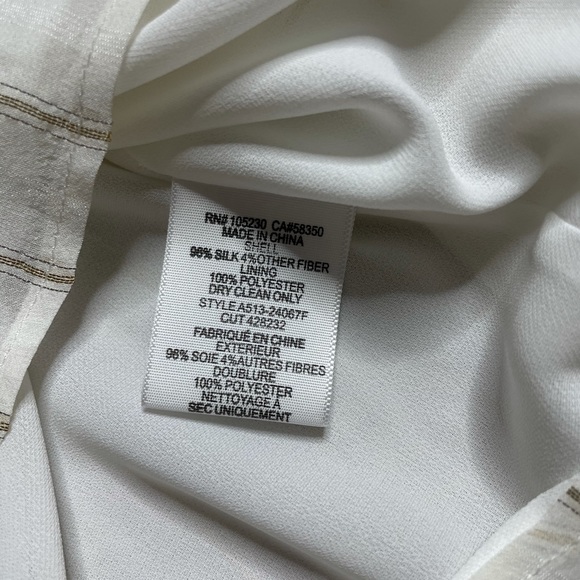 RN# 105230 CA#58350
MADE IN CHINA
SHELL
96% SILK 4%OTHER FIBER
LINING
100% POLYESTER
DRY CLEAN ONLY
STYLE A513-24067F
CUT 428232
FABRIQUÉ EN CHINE
EXTERIEUR
96% SOIE 4% AUTRES FIBRES
DOUBLURE
100% POLYESTER
NETTOYAGE À
SEC UNIQUEMENT